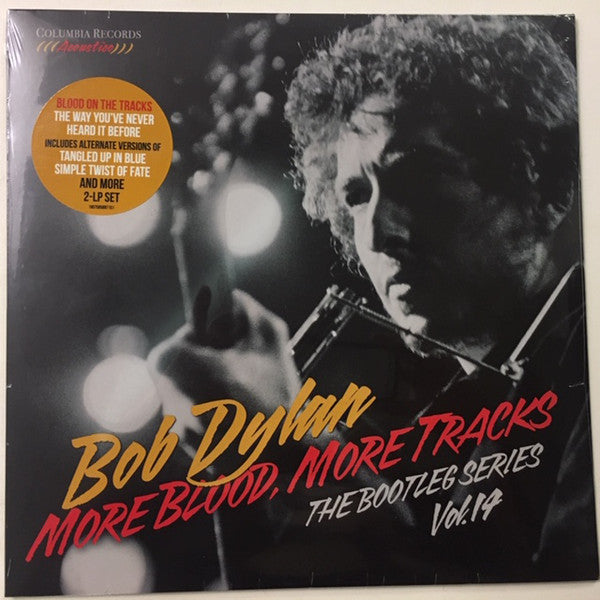 COLUMBIA RECORDS
(((Acoustic)))
BLOOD ON THE TRACKS
THE WAY YOU'VE NEVER
HEARD IT BEFORE
INCLUDES ALTERNATE VERSIONS OF
TANGLED UP IN BLUE
SIMPLE TWIST OF FATE
AND MORE
2-LP SET
Bob Dylan
MORE BLOOD, MORE TRACKS
THE BOOTLEG SERIES
Vol.14